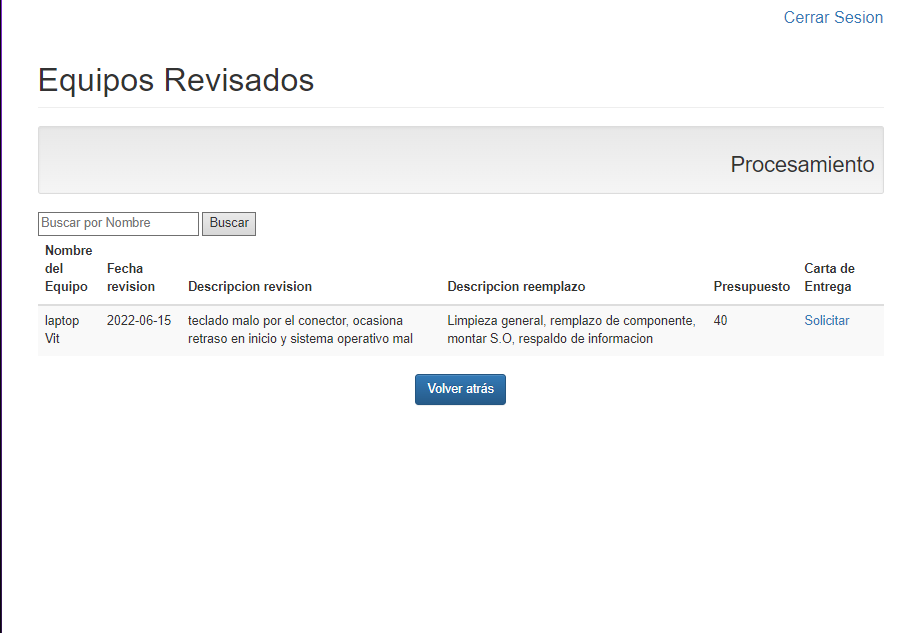 Cerrar Sesion
Equipos Revisados
Procesamiento
Buscar por Nombre Buscar
Nombre
del
Equipo
Fecha
revision
Descripcion revision
Descripcion reemplazo
Presupuesto
Carta de
Entrega
laptop
Vit
2022-06-15
teclado malo por el conector, ocasiona
retraso en inicio y sistema operativo mal
Limpieza general, remplazo de componente,
montar S.O, respaldo de informacion
40
Solicitar
Volver atrás